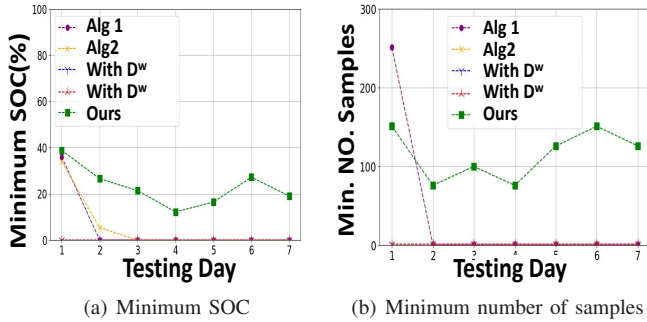 Minimum SOC(%)
100
80
60
40
20
0
Alg 1
Alg2
With Dʷ
With Dʷ
Ours
1 2 3 4 5 6 7
Testing Day
(a) Minimum SOC
Min. NO. Samples
300
200
100
0
Alg 1
Alg2
With Dʷ
With Dʷ
Ours
1 2 3 4 5 6 7
Testing Day
(b) Minimum number of samples